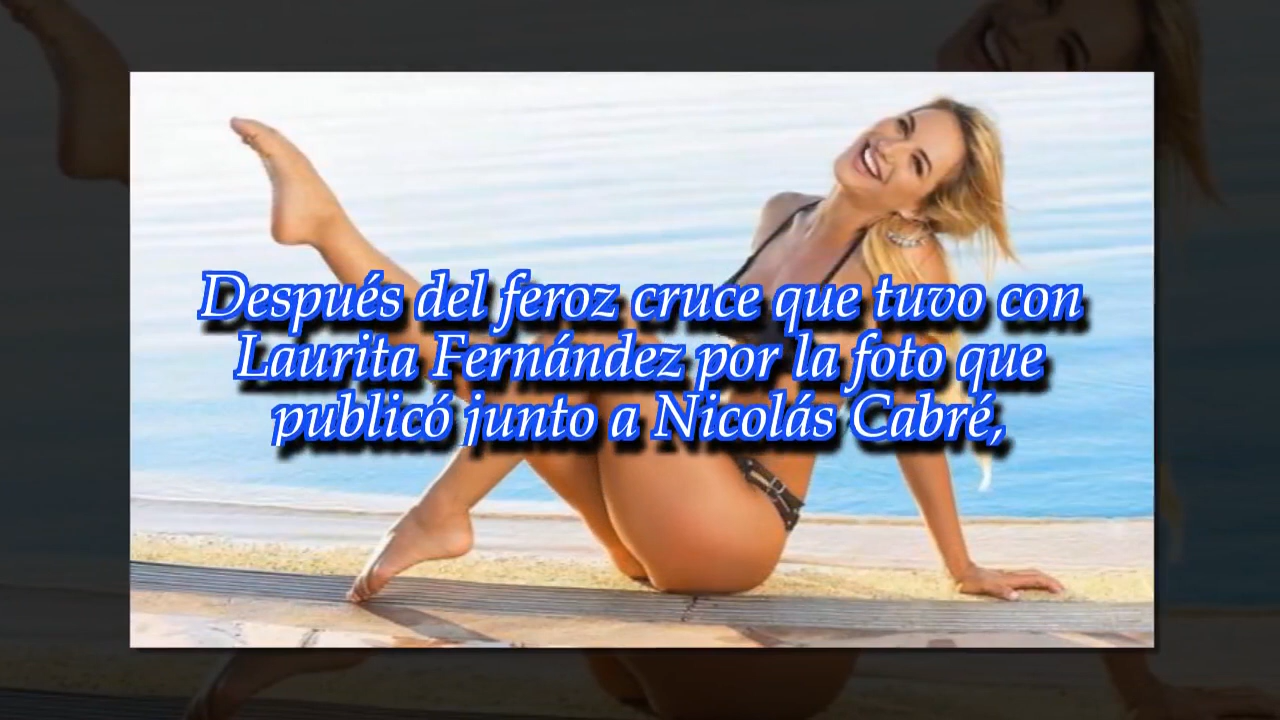 Después del feroz cruce que tuvo con
Laurita Fernández por la foto que
publicó junto a Nicolás Cabré,